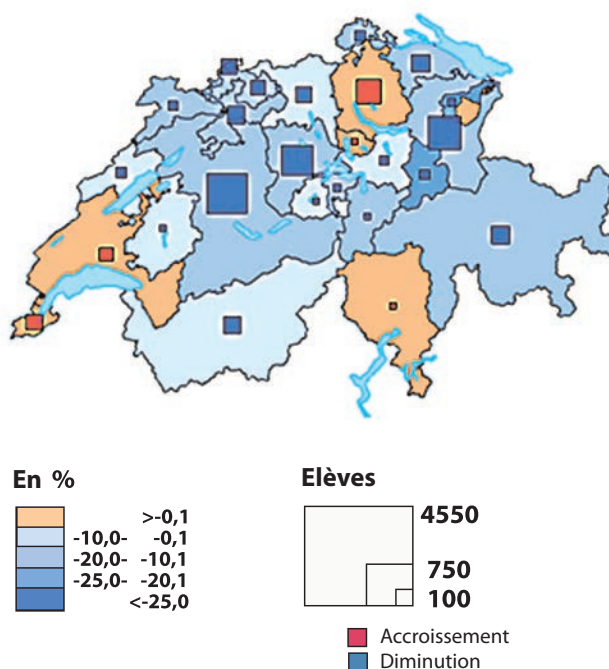 En %
>-0,1
-10,0- -0,1
-20,0- -10,1
-25,0- -20,1
<-25,0
Elèves
4550
750
100
Accroissement
Diminution